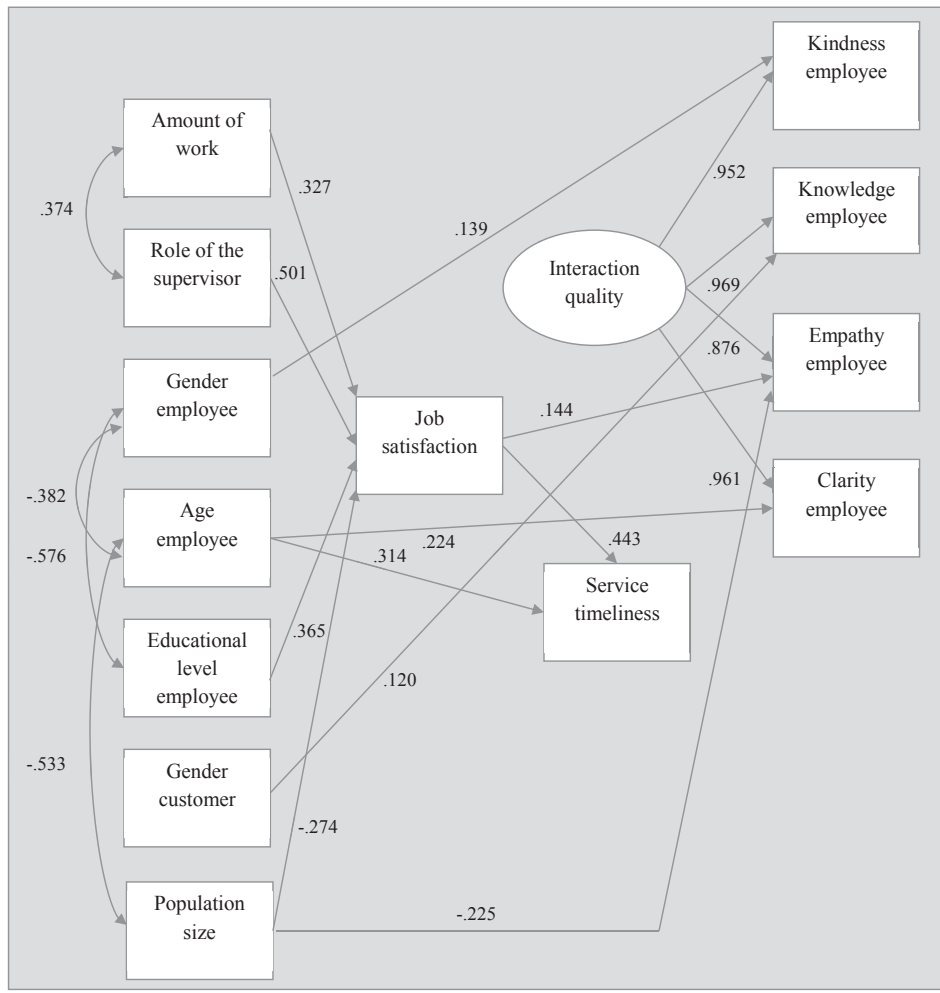 Kindness
employee
Amount of
work
.952
.327
Knowledge
employee
.374
.139
Role of the
supervisor
.501
Interaction
quality
.969
Empathy
employee
.876
Gender
employee
Job
satisfaction
.144
Clarity
employee
.961
-.382
Age
employee
-.576
.224
.443
.314
Service
timeliness
Educational
level
employee
.365
.120
Gender
customer
-.533
-.274
Population
size
-.225